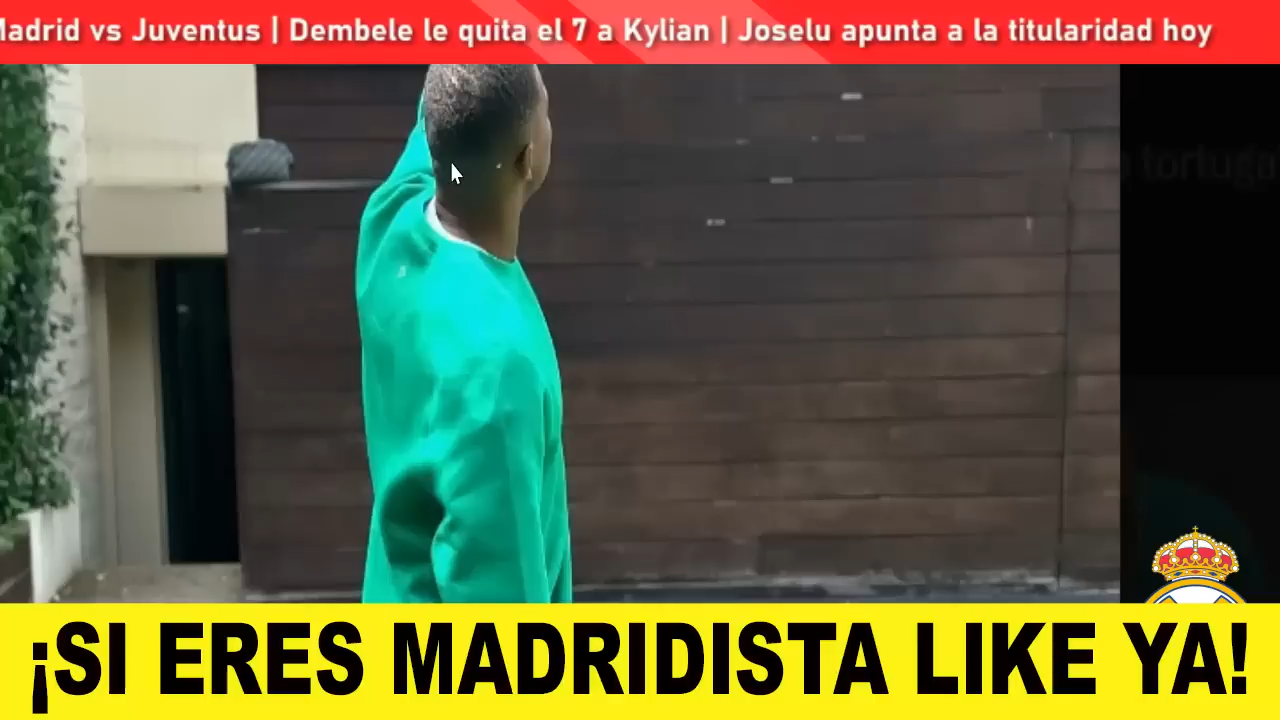 Madrid vs Juventus | Dembele le quita el 7 a Kylian | Joselu apunta a la titularidad hoy
tortuga
¡SI ERES MADRIDISTA LIKE YA!